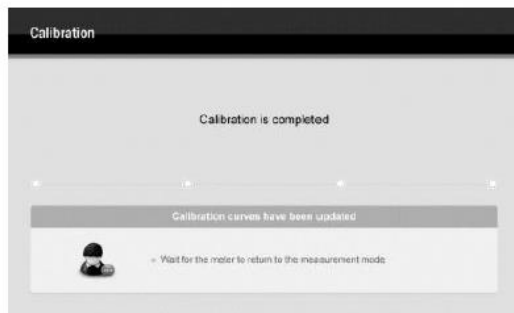 Calibration
Calibration is completed
Calibration curves have been updated
Wait for the meter to return to the measurement mode